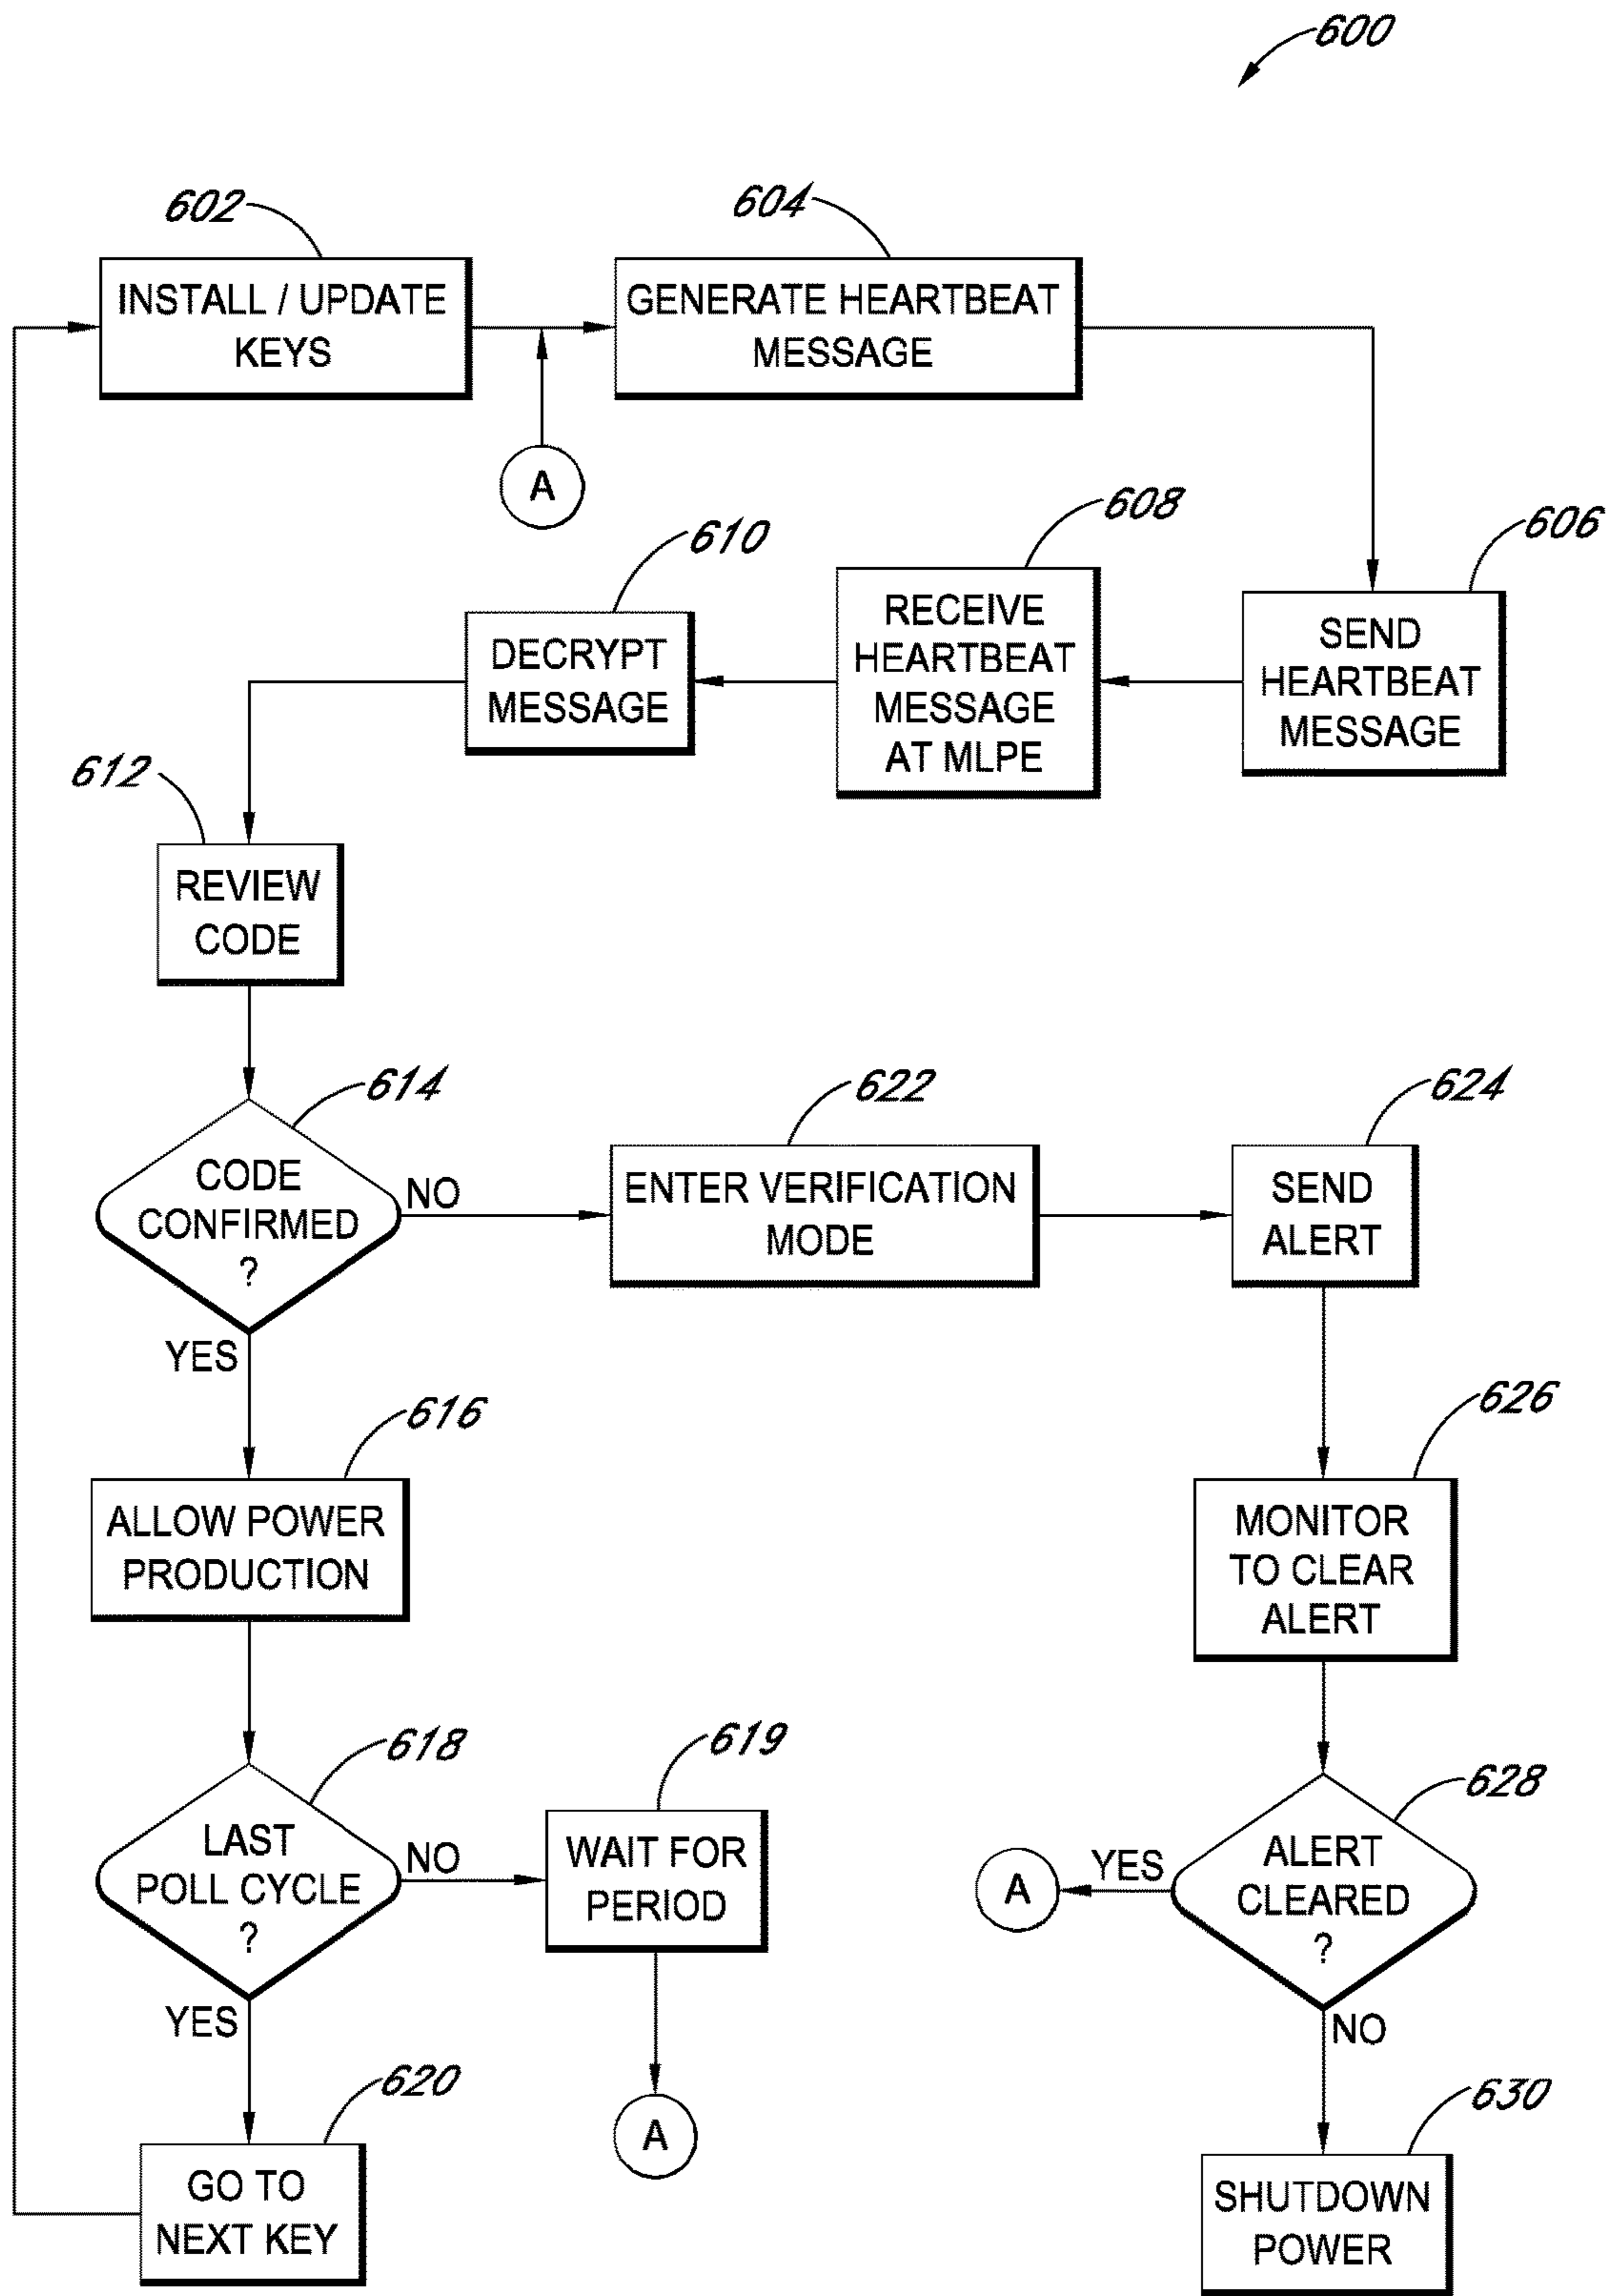 600
602
INSTALL / UPDATE
KEYS
604
GENERATE HEARTBEAT
MESSAGE
A
606
SEND
HEARTBEAT
MESSAGE
608
RECEIVE
HEARTBEAT
MESSAGE
AT MLPE
610
DECRYPT
MESSAGE
612
REVIEW
CODE
614
CODE
CONFIRMED
?
NO
YES
622
ENTER VERIFICATION
MODE
624
SEND
ALERT
616
ALLOW POWER
PRODUCTION
626
MONITOR
TO CLEAR
ALERT
618
LAST
POLL CYCLE
?
NO
YES
619
WAIT FOR
PERIOD
A
628
ALERT
CLEARED
?
YES
A
NO
620
GO TO
NEXT KEY
630
SHUTDOWN
POWER